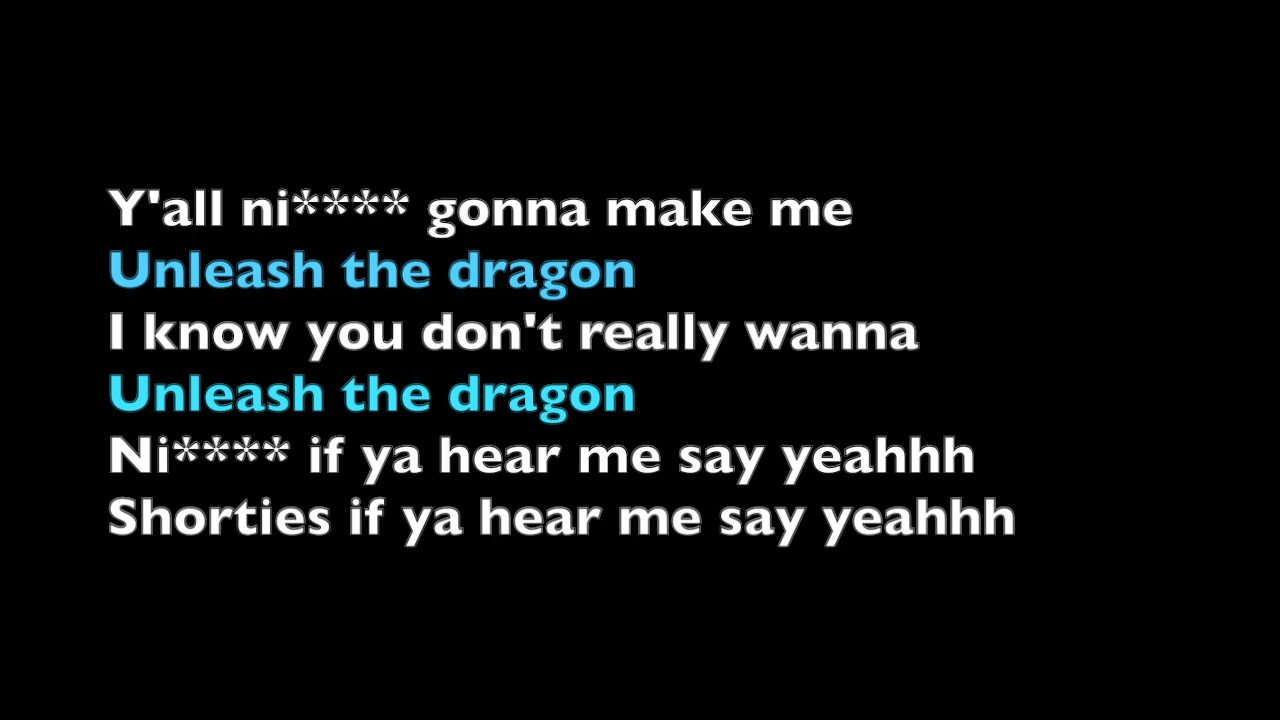 Y'all ni**** gonna make me
Unleash the dragon
I know you don't really wanna
Unleash the dragon
Ni**** if ya hear me say yeahhh
Shorties if ya hear me say yeahhh